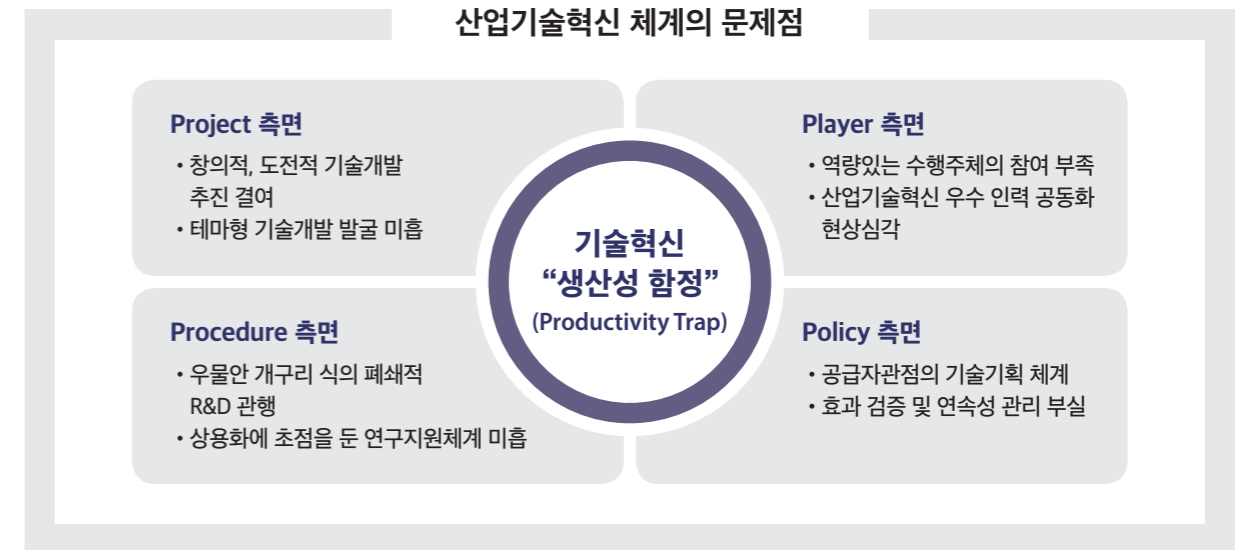 산업기술혁신 체계의 문제점
Project 측면
• 창의적, 도전적 기술개발
추진 결여
• 테마형 기술개발 발굴 미흡
Player 측면
• 역량있는 수행주체의 참여 부족
• 산업기술혁신 우수 인력 공동화
현상심각
기술혁신
“생산성 함정”
(Productivity Trap)
Procedure 측면
• 우물안 개구리 식의 폐쇄적
R&D 관행
• 상용화에 초점을 둔 연구지원체계 미흡
Policy 측면
• 공급자관점의 기술기획 체계
• 효과 검증 및 연속성 관리 부실